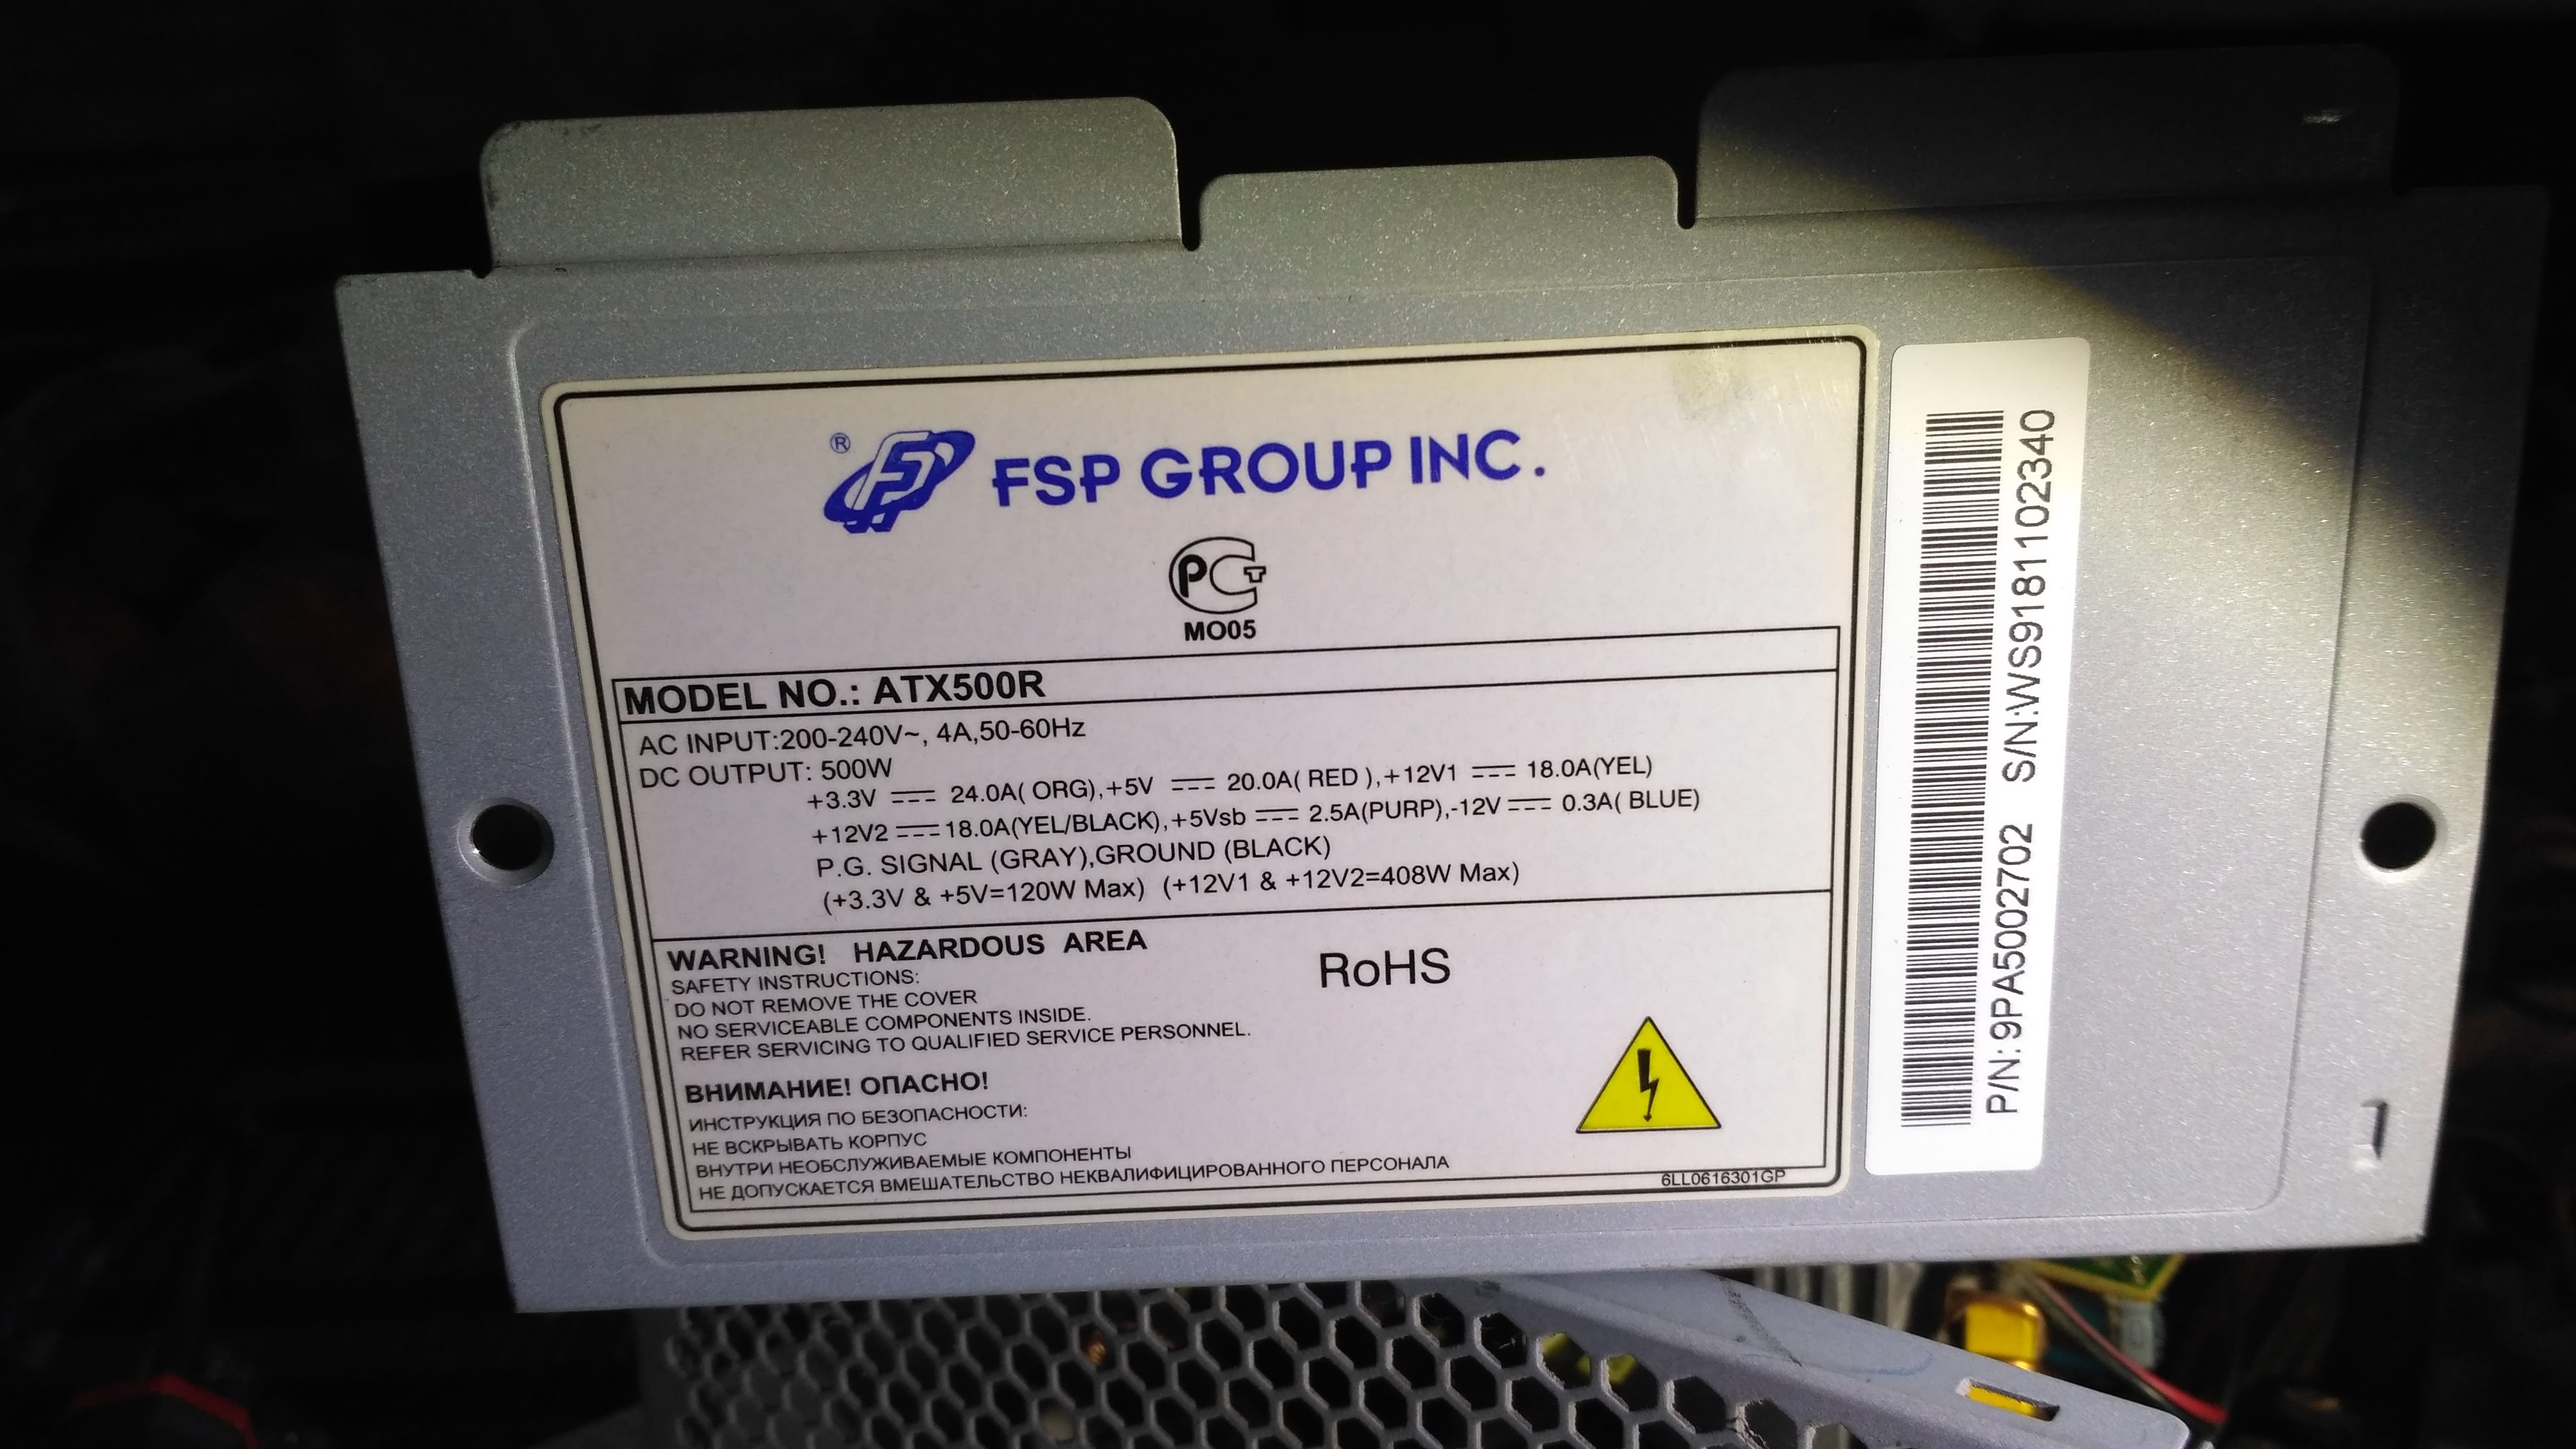 ® FSP GROUP INC.
РСТ
МО05
MODEL NO.: ATX500R
AC INPUT:200-240V~, 4A,50-60Hz
DC OUTPUT: 500W
+3.3V ⎓ 24.0A( ORG),+5V ⎓ 20.0A( RED ),+12V1 ⎓ 18.0A(YEL)
+12V2 ⎓ 18.0A(YEL/BLACK),+5Vsb ⎓ 2.5A(PURP),-12V ⎓ 0.3A( BLUE)
P.G. SIGNAL (GRAY),GROUND (BLACK)
(+3.3V & +5V=120W Max) (+12V1 & +12V2=408W Max)
WARNING! HAZARDOUS AREA
SAFETY INSTRUCTIONS:
DO NOT REMOVE THE COVER
NO SERVICEABLE COMPONENTS INSIDE.
REFER SERVICING TO QUALIFIED SERVICE PERSONNEL.
RoHS
ВНИМАНИЕ! ОПАСНО!
ИНСТРУКЦИЯ ПО БЕЗОПАСНОСТИ:
НЕ ВСКРЫВАТЬ КОРПУС
ВНУТРИ НЕОБСЛУЖИВАЕМЫЕ КОМПОНЕНТЫ
НЕ ДОПУСКАЕТСЯ ВМЕШАТЕЛЬСТВО НЕКВАЛИФИЦИРОВАННОГО ПЕРСОНАЛА
6LL0616301GP
P/N: 9PA5002702 S/N:WS9181102340